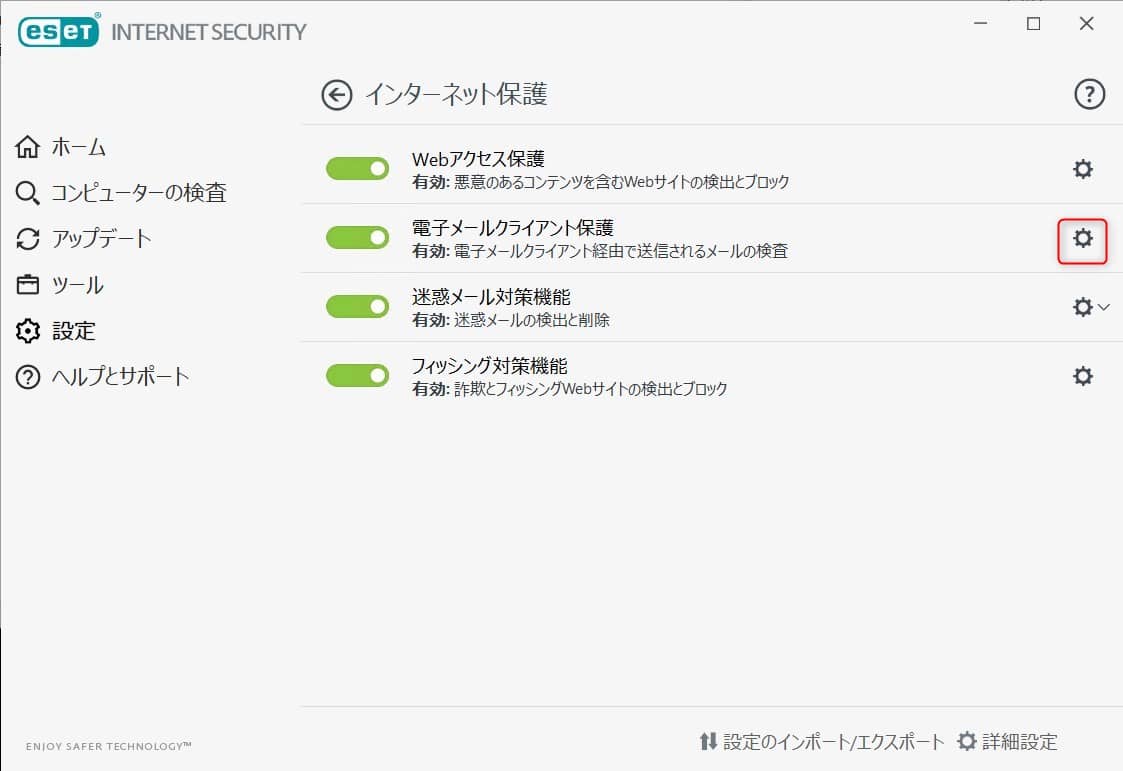 eseT® INTERNET SECURITY
インターネット保護
?
ホーム
コンピューターの検査
アップデート
ツール
設定
ヘルプとサポート
Webアクセス保護
有効: 悪意のあるコンテンツを含むWebサイトの検出とブロック
電子メールクライアント保護
有効: 電子メールクライアント経由で送信されるメールの検査
迷惑メール対策機能
有効: 迷惑メールの検出と削除
フィッシング対策機能
有効: 詐欺とフィッシングWebサイトの検出とブロック
ENJOY SAFER TECHNOLOGY™
設定のインポート/エクスポート
詳細設定